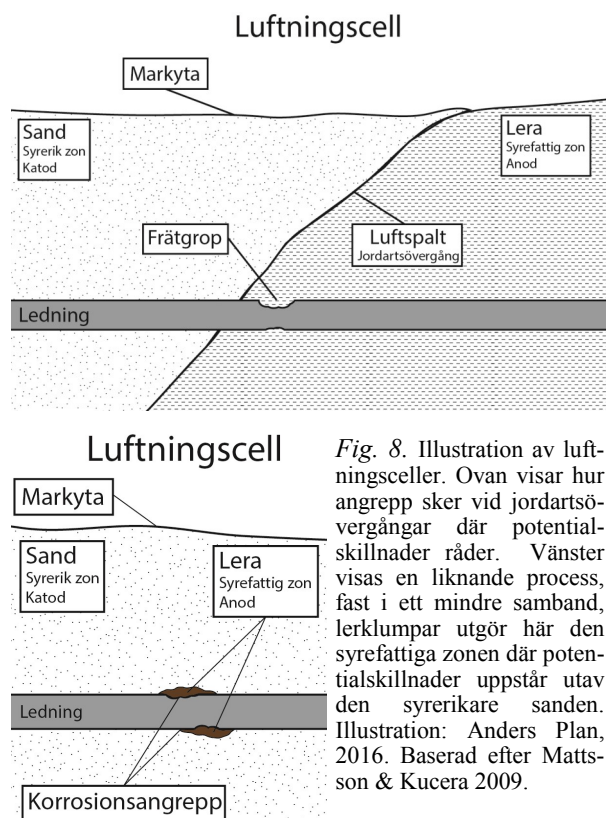 Luftningscell
Markyta
Sand
Syrerik zon
Katod
Lera
Syrefattig zon
Anod
Frätgrop
Luftspalt
Jordartsövergång
Ledning
Luftningscell
Markyta
Sand
Syrerik zon
Katod
Lera
Syrefattig zon
Anod
Ledning
Korrosionsangrepp
Fig. 8. Illustration av luft-
ningsceller. Ovan visar hur
angrepp sker vid jordartsö-
vergångar där potential-
skillnader råder. Vänster
visas en liknande process,
fast i ett mindre samband,
lerklumpar utgör här den
syrefattiga zonen där poten-
tialskillnader uppstår utav
den syrerikare sanden.
Illustration: Anders Plan,
2016. Baserad efter Matts-
son & Kucera 2009.